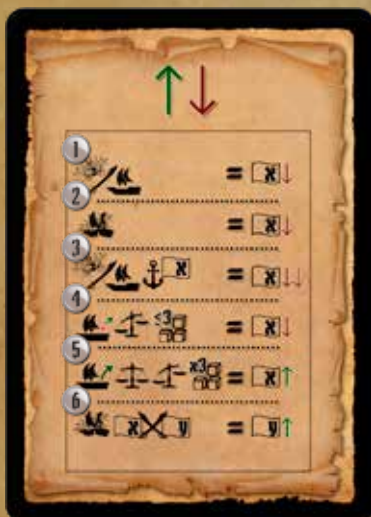 1
= x
2
= x
3
x = x
4
≤3 = x
5
x3 = x
6
x y = y